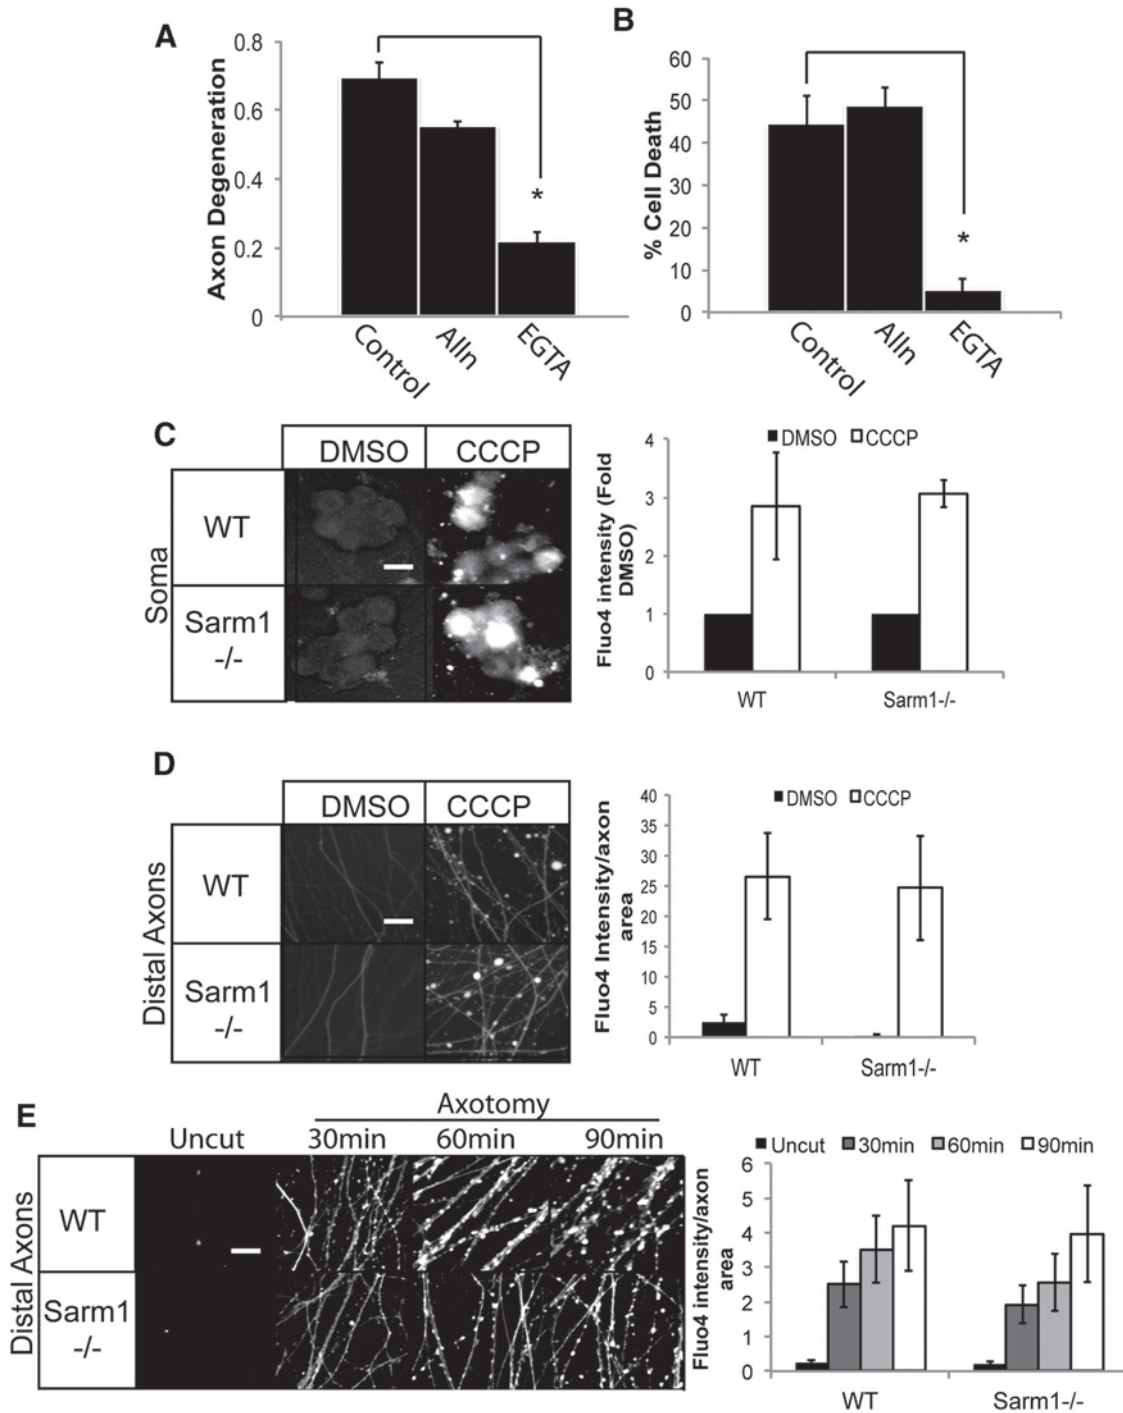 A
0.8
0.6
0.4
0.2
0
Axon Degeneration
*
Control
Alln
EGTA
B
60
50
40
30
20
10
0
% Cell Death
*
Control
Alln
EGTA
C
DMSO
CCCP
Soma
WT
Sarm1
-/-
DMSO
CCCP
4
3
2
1
0
Fluo4 intensity (Fold
DMSO)
WT
Sarm1-/-
D
DMSO
CCCP
Distal Axons
WT
Sarm1
-/-
DMSO
CCCP
40
35
30
25
20
15
10
5
0
Fluo4 Intensity/axon
area
WT
Sarm1-/-
E
Axotomy
Uncut
30min
60min
90min
Distal Axons
WT
Sarm1
-/-
Uncut
30min
60min
90min
6
5
4
3
2
1
0
Fluo4 intensity/axon
area
WT
Sarm1-/-